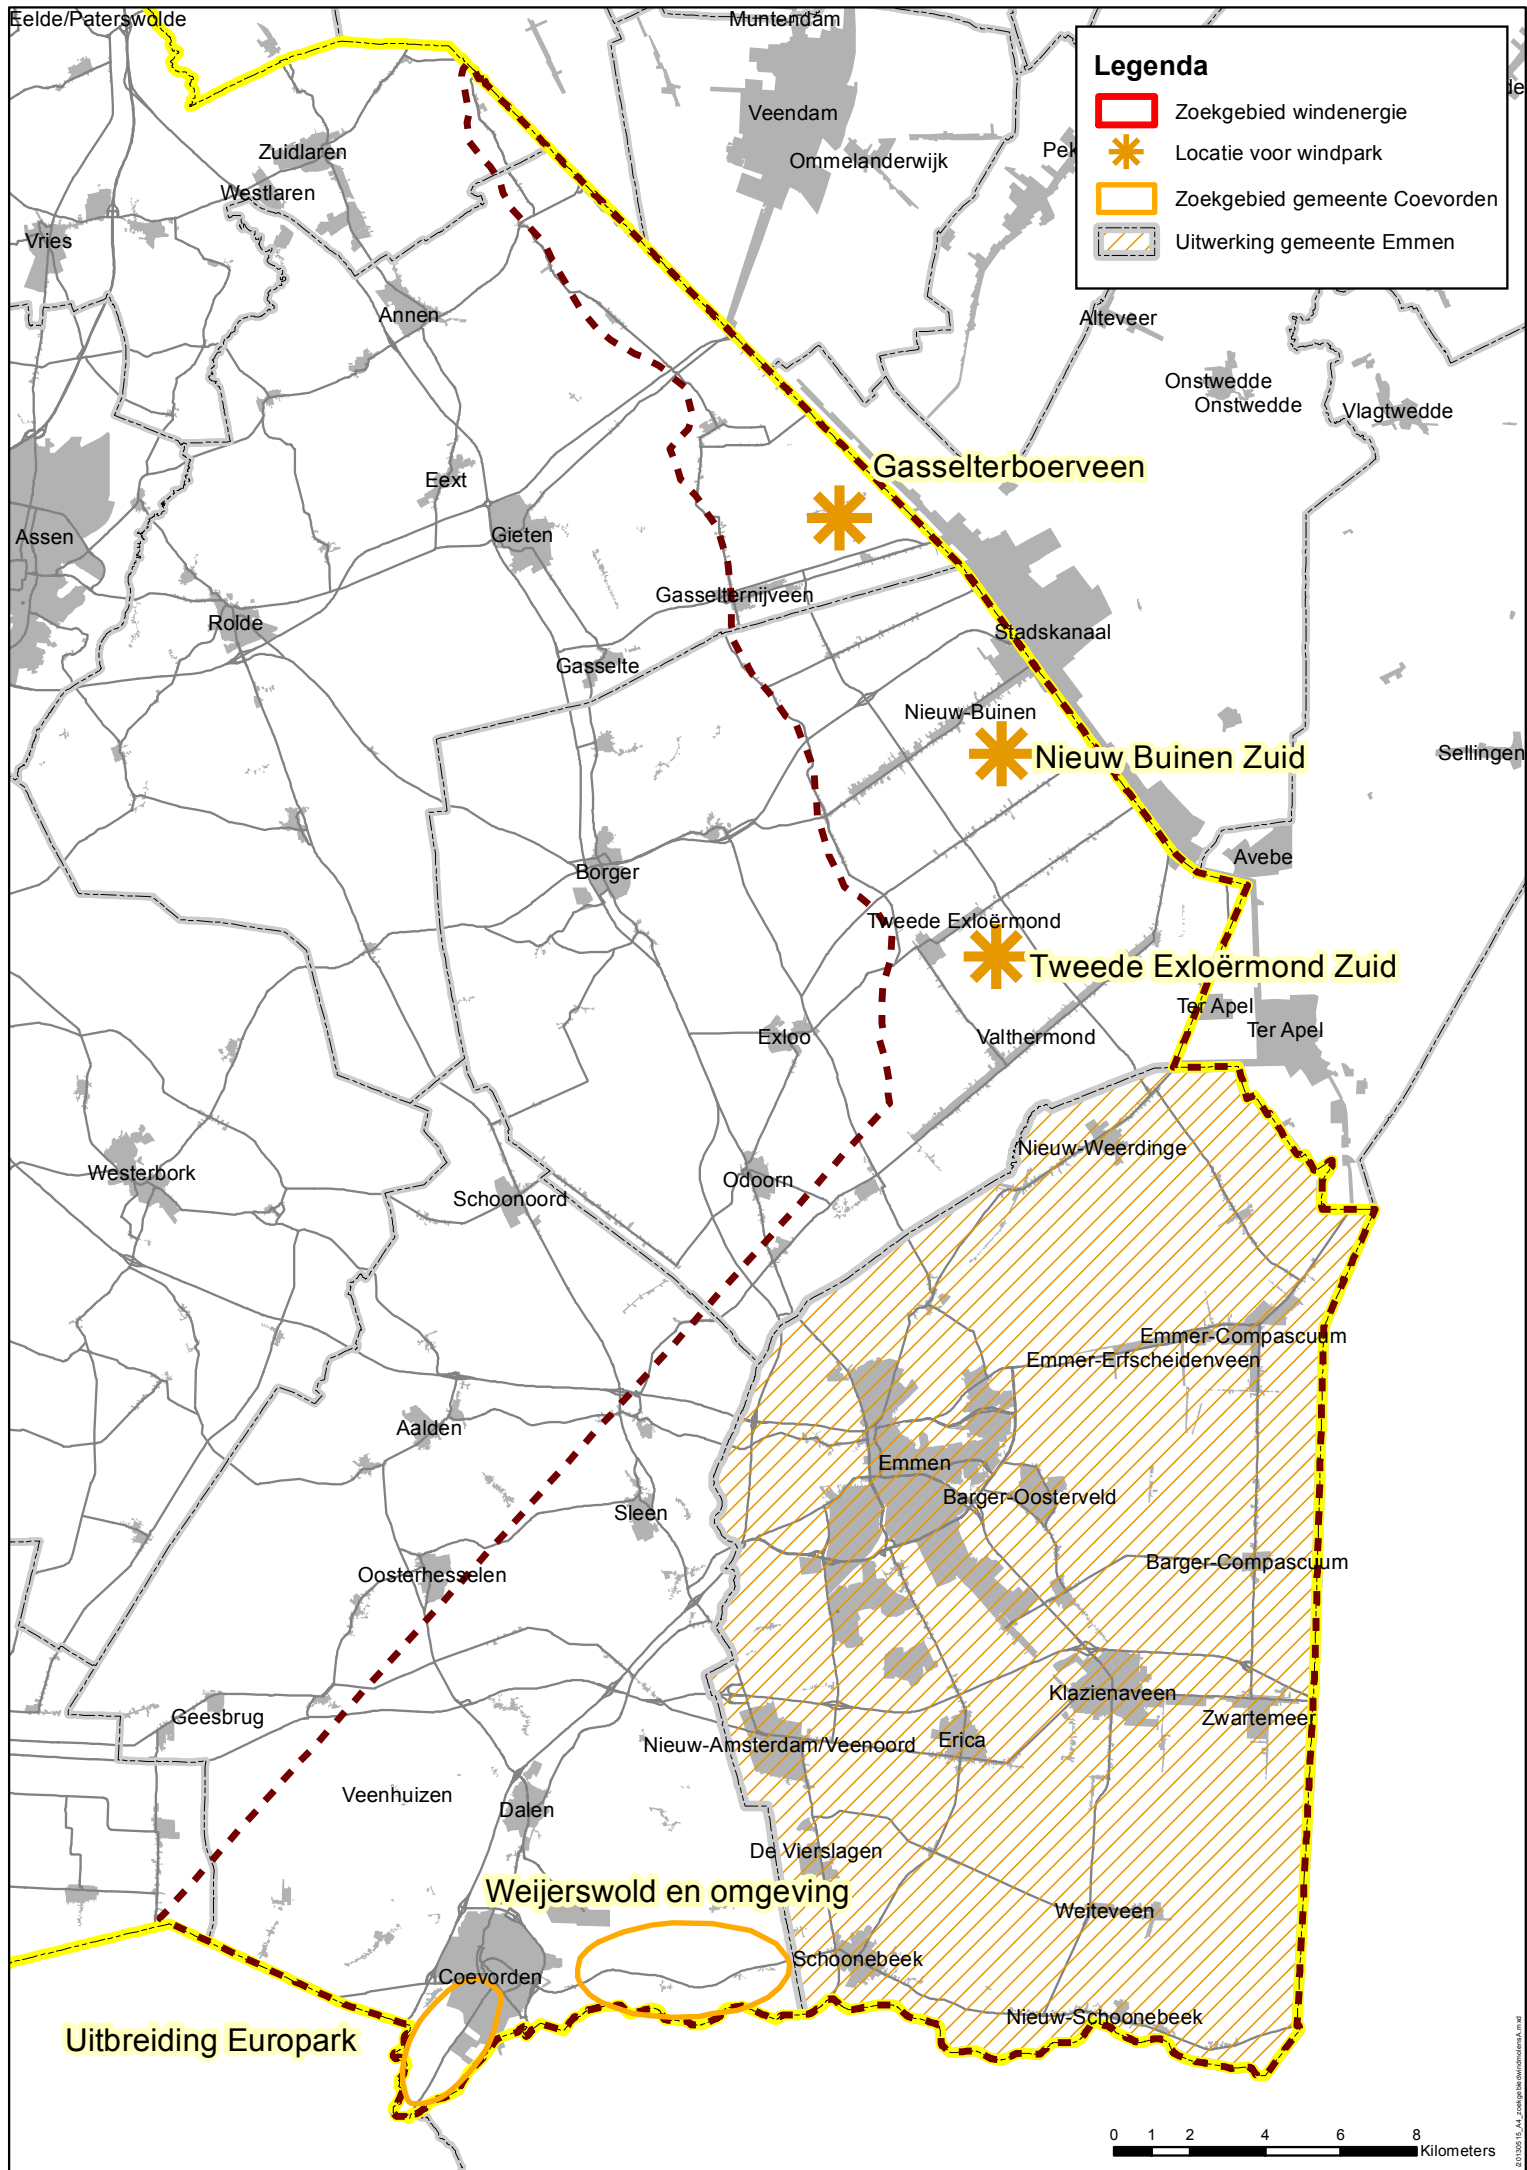 Eelde/Paterswolde
Muntendam
Legenda
Zoekgebied windenergie
Locatie voor windpark
Zoekgebied gemeente Coevorden
Uitwerking gemeente Emmen
Veendam
Ommelanderwijk
Pek
de
Zuidlaren
Westlaren
Vries
Annen
Alteveer
Onstwedde
Onstwedde
Vlagtwedde
Gasselterboerveen
Eext
Gieten
Assen
Gasselternijveen
Rolde
Stadskanaal
Gasselte
Nieuw-Buinen
Nieuw Buinen Zuid
Sellingen
Avebe
Borger
Tweede Exloërmond
Tweede Exloërmond Zuid
Ter Apel
Ter Apel
Exloo
Valthermond
Nieuw-Weerdinge
Westerbork
Odoorn
Schoonoord
Emmer-Compascuum
Emmer-Erfscheidenveen
Aalden
Emmen
Barger-Oosterveld
Sleen
Barger-Compascuum
Oosterhesselen
Klazienaveen
Geesbrug
Zwartemeer
Nieuw-Amsterdam/Veenoord
Erica
Veenhuizen
Dalen
De Vierslagen
Weijerswold en omgeving
Weiteveen
Schoonebeek
Coevorden
Nieuw-Schoonebeek
Uitbreiding Europark
0 1 2 4 6 8
Kilometers